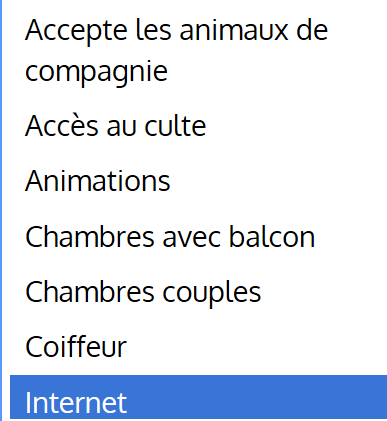 Accepte les animaux de
compagnie
Accès au culte
Animations
Chambres avec balcon
Chambres couples
Coiffeur
Internet